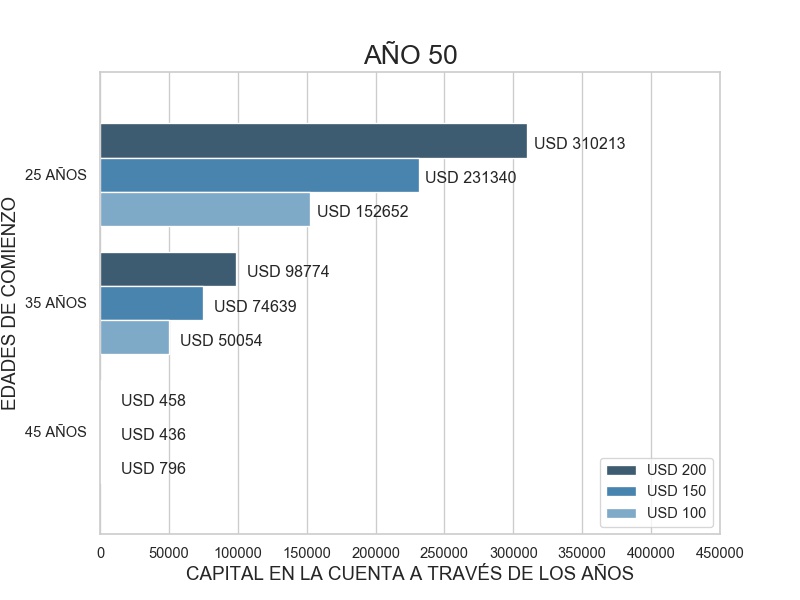 AÑO 50
USD 310213
25 AÑOS
USD 231340
USD 152652
USD 98774
35 AÑOS
USD 74639
USD 50054
USD 458
45 AÑOS
USD 436
USD 796
EDADES DE COMIENZO
USD 200
USD 150
USD 100
0 50000 100000 150000 200000 250000 300000 350000 400000 450000
CAPITAL EN LA CUENTA A TRAVÉS DE LOS AÑOS